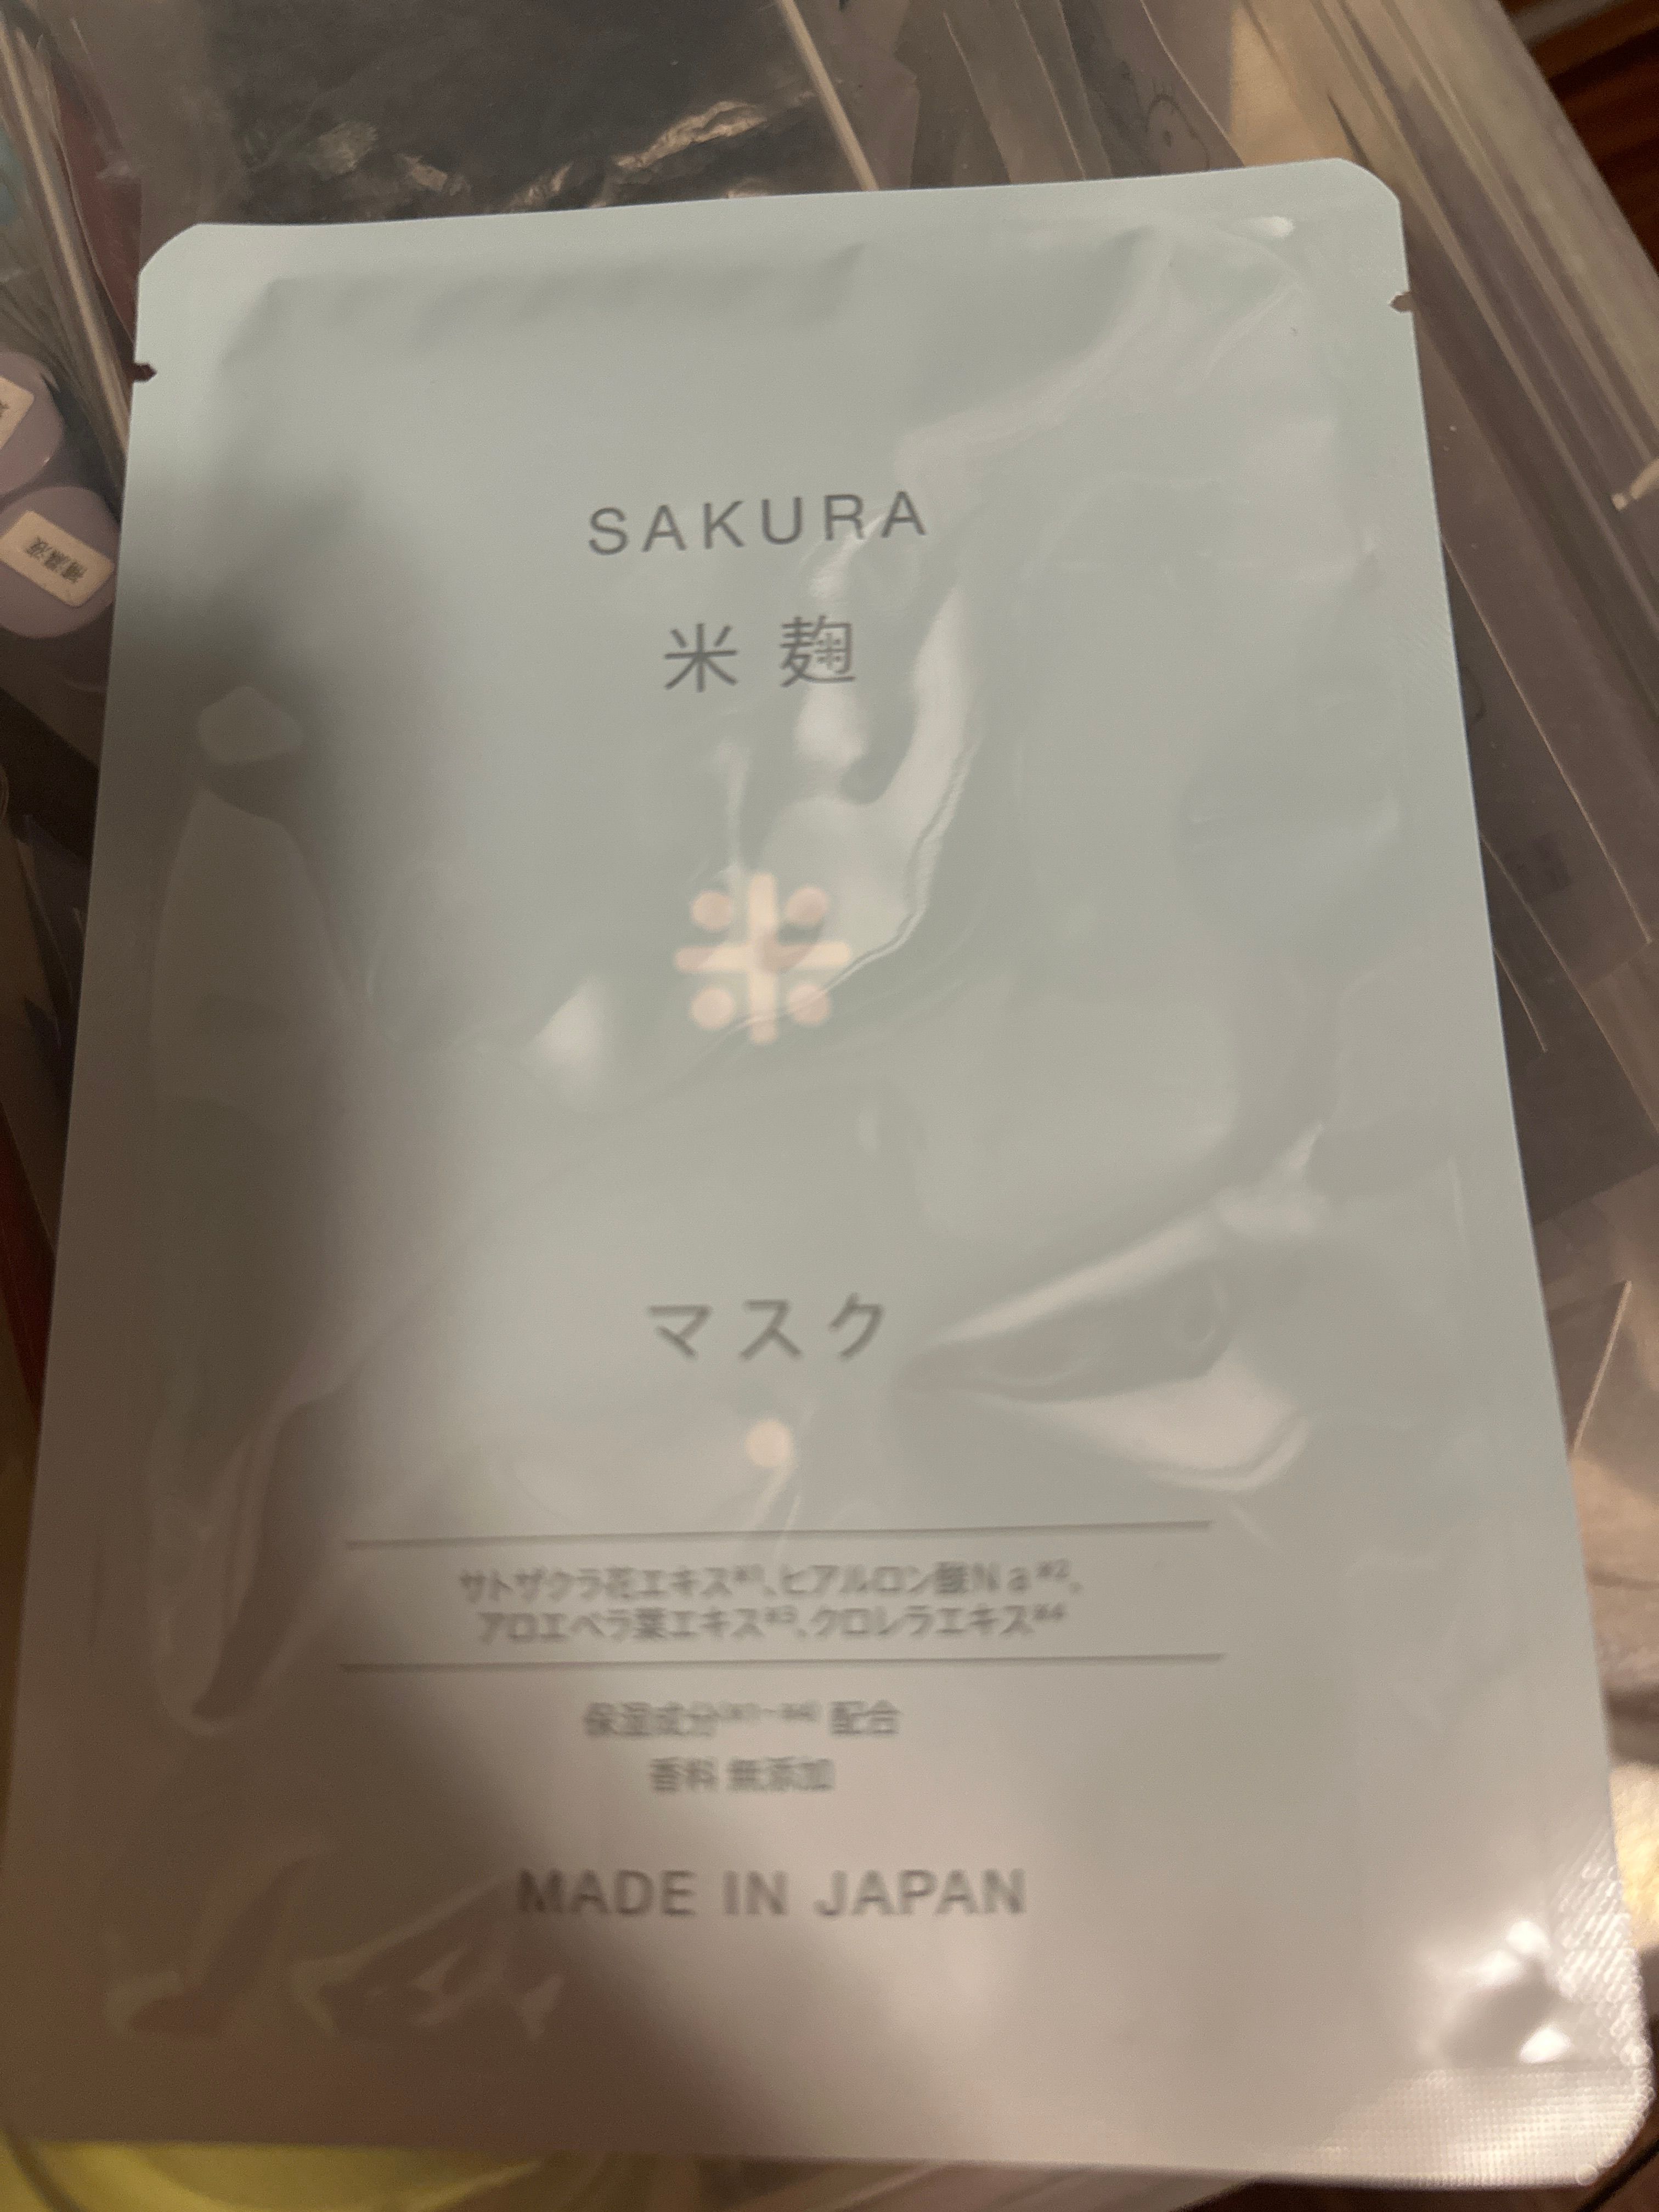 SAKURA
米麹
マスク
サトザクラ花エキス※1、ヒアルロン酸Na※2、
アロエベラ葉エキス※3、クロレラエキス※4
保湿成分(※1~※4) 配合
香料 無添加
MADE IN JAPAN